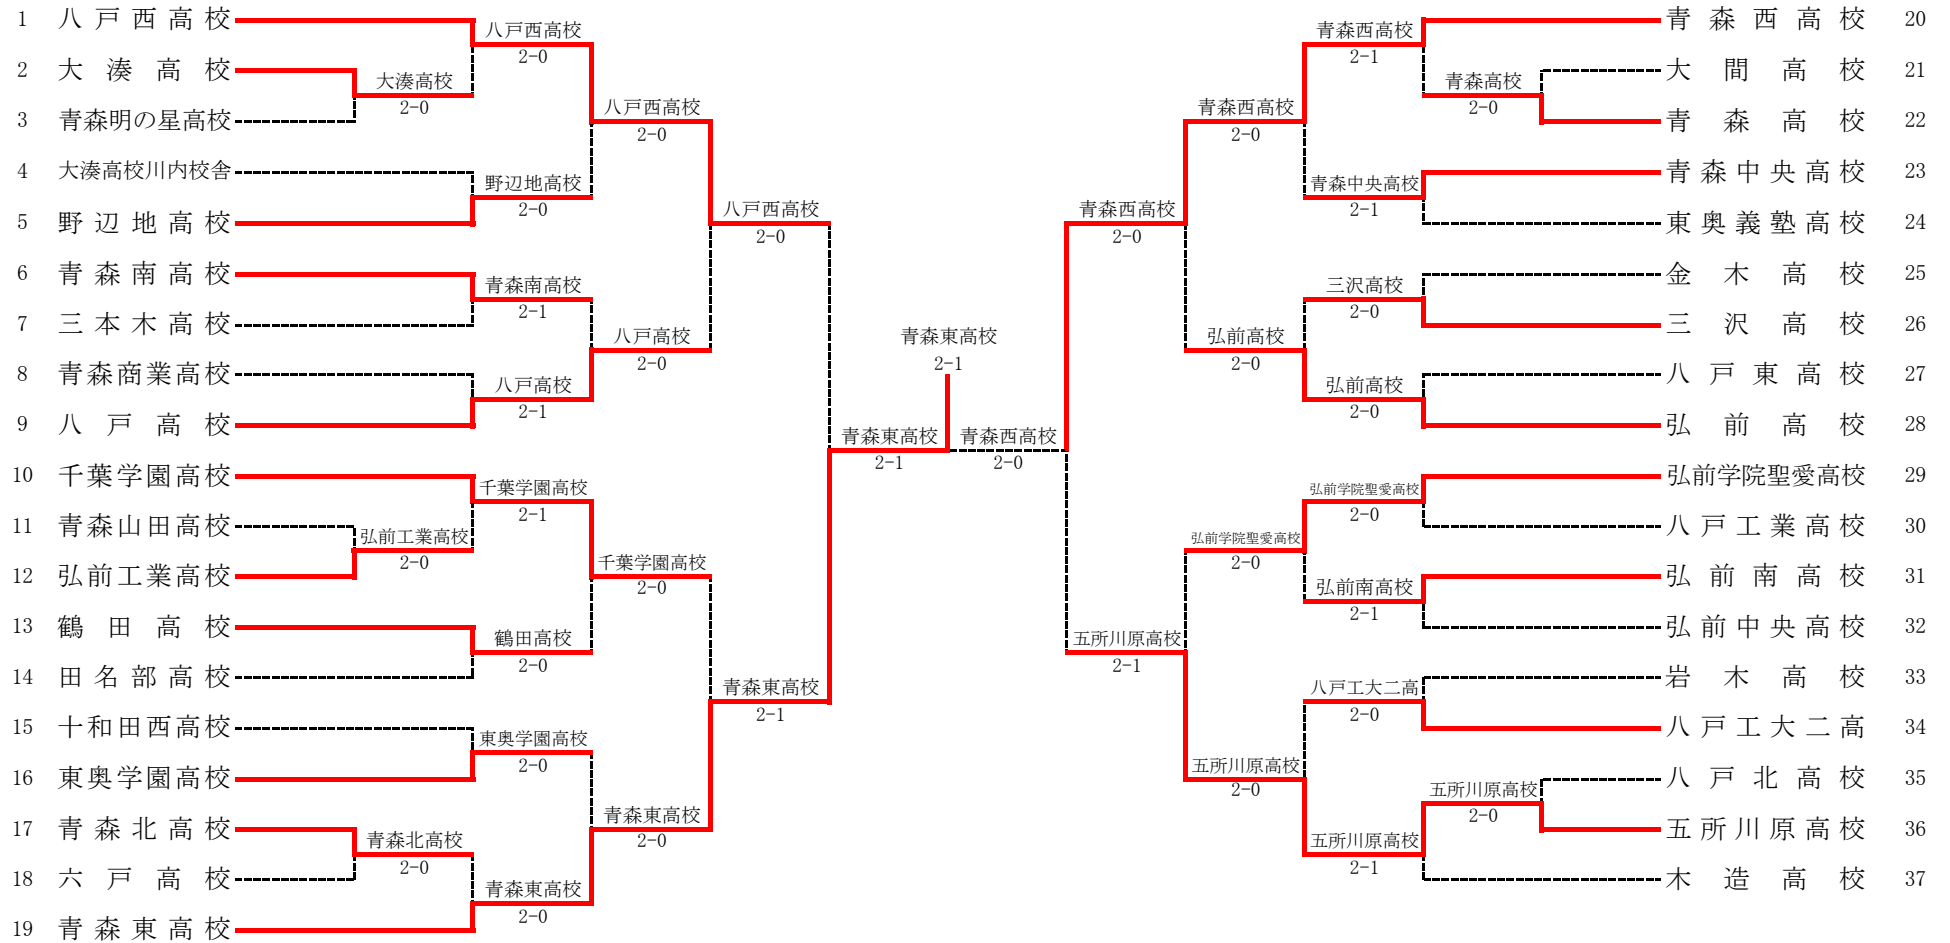 1 八戸西高校
2 大湊高校
3 青森明の星高校
4 大湊高校川内校舎
5 野辺地高校
6 青森南高校
7 三本木高校
8 青森商業高校
9 八戸高校
10 千葉学園高校
11 青森山田高校
12 弘前工業高校
13 鶴田高校
14 田名部高校
15 十和田西高校
16 東奥学園高校
17 青森北高校
18 六戸高校
19 青森東高校
大湊高校
2-0
弘前工業高校
2-0
青森北高校
2-0
八戸西高校
2-0
野辺地高校
2-0
青森南高校
2-1
八戸高校
2-1
千葉学園高校
2-1
鶴田高校
2-0
東奥学園高校
2-0
青森東高校
2-0
八戸西高校
2-0
八戸高校
2-0
千葉学園高校
2-0
青森東高校
2-0
八戸西高校
2-0
青森東高校
2-1
青森東高校
2-1
青森東高校
2-1
青森西高校
2-0
青森西高校
2-0
五所川原高校
2-1
青森西高校
2-0
弘前高校
2-0
弘前学院聖愛高校
2-0
五所川原高校
2-0
青森西高校
2-1
青森中央高校
2-1
三沢高校
2-0
弘前高校
2-0
弘前学院聖愛高校
2-0
弘前南高校
2-1
八戸工大二高
2-0
五所川原高校
2-1
青森高校
2-0
五所川原高校
2-0
青森西高校 20
大間高校 21
青森高校 22
青森中央高校 23
東奥義塾高校 24
金木高校 25
三沢高校 26
八戸東高校 27
弘前高校 28
弘前学院聖愛高校 29
八戸工業高校 30
弘前南高校 31
弘前中央高校 32
岩木高校 33
八戸工大二高 34
八戸北高校 35
五所川原高校 36
木造高校 37